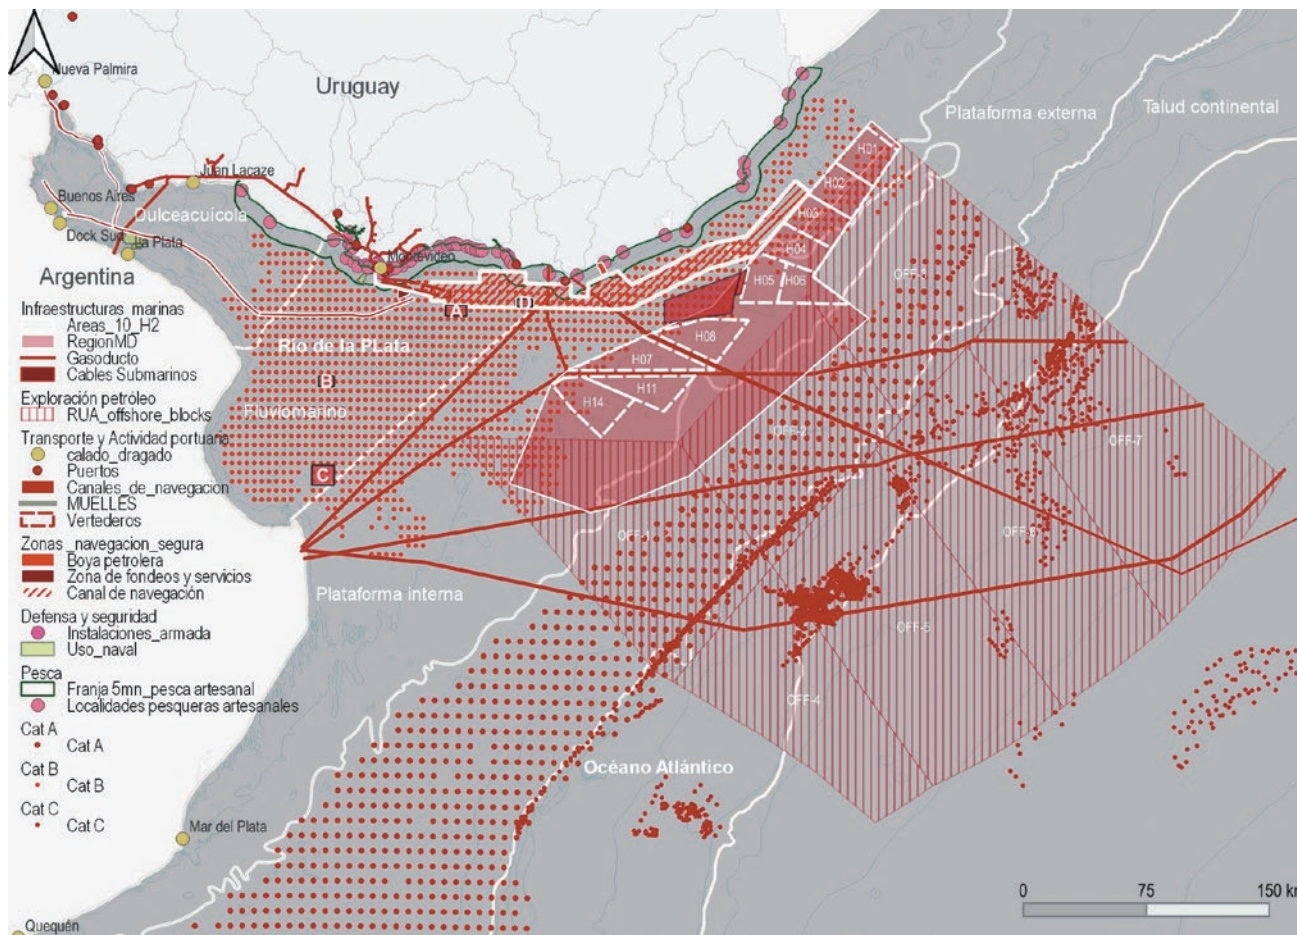 Nueva Palmira
Uruguay
Plataforma externa
Talud continental
H01
Juan Lacaze
H02
Buenos Aires
Dulceacuícola
H03
Dock Sud
La Plata
Montevideo
H04
Argentina
H05
H06
OFF-3
A
D
H08
Río de la PLata
H07
B
H11
Fluviomarino
H14
OFF-2
OFF-7
C
OFF-1
OFF-6
Plataforma interna
OFF-5
OFF-4
Océano Atlántico
Mar del Plata
Quequén
Infraestructuras marinas
Areas_10_H2
RegionMD
Gasoducto
Cables Submarinos
Exploración petróleo
RUA_offshore_blocks
Transporte y Actividad portuaria
calado_dragado
Puertos
Canales_de_navegación
MUELLES
Vertederos
Zonas _navegacion_segura
Boya petrolera
Zona de fondeos y servicios
Canal de navegación
Defensa y seguridad
Instalaciones_armada
Uso_naval
Pesca
Franja 5mn_pesca artesanal
Localidades pesqueras artesanales
Cat A
Cat A
Cat B
Cat B
Cat C
Cat C
0 75 150 km